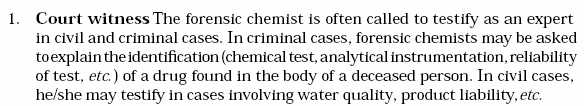 1. Court witness The forensic chemist is often called to testify as an expert
in civil and criminal cases. In criminal cases, forensic chemists may be asked
to explain the identification (chemical test, analytical instrumentation, reliability
of test, etc.) of a drug found in the body of a deceased person. In civil cases,
he/she may testify in cases involving water quality, product liability, etc.